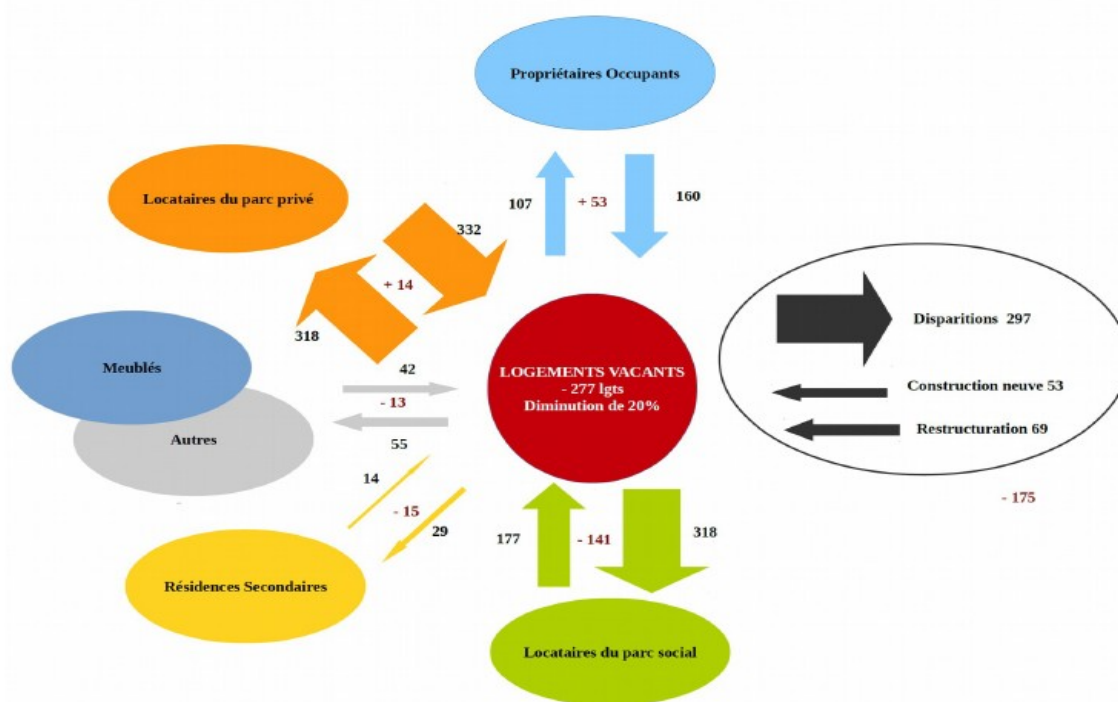 Propriétaires Occupants
107
+ 53
160
Locataires du parc privé
332
+ 14
318
Meublés
Autres
42
- 13
55
14
- 15
29
Résidences Secondaires
LOGEMENTS VACANTS
- 277 lgts
Diminution de 20%
Disparitions 297
Construction neuve 53
Restructuration 69
- 175
177
- 141
318
Locataires du parc social